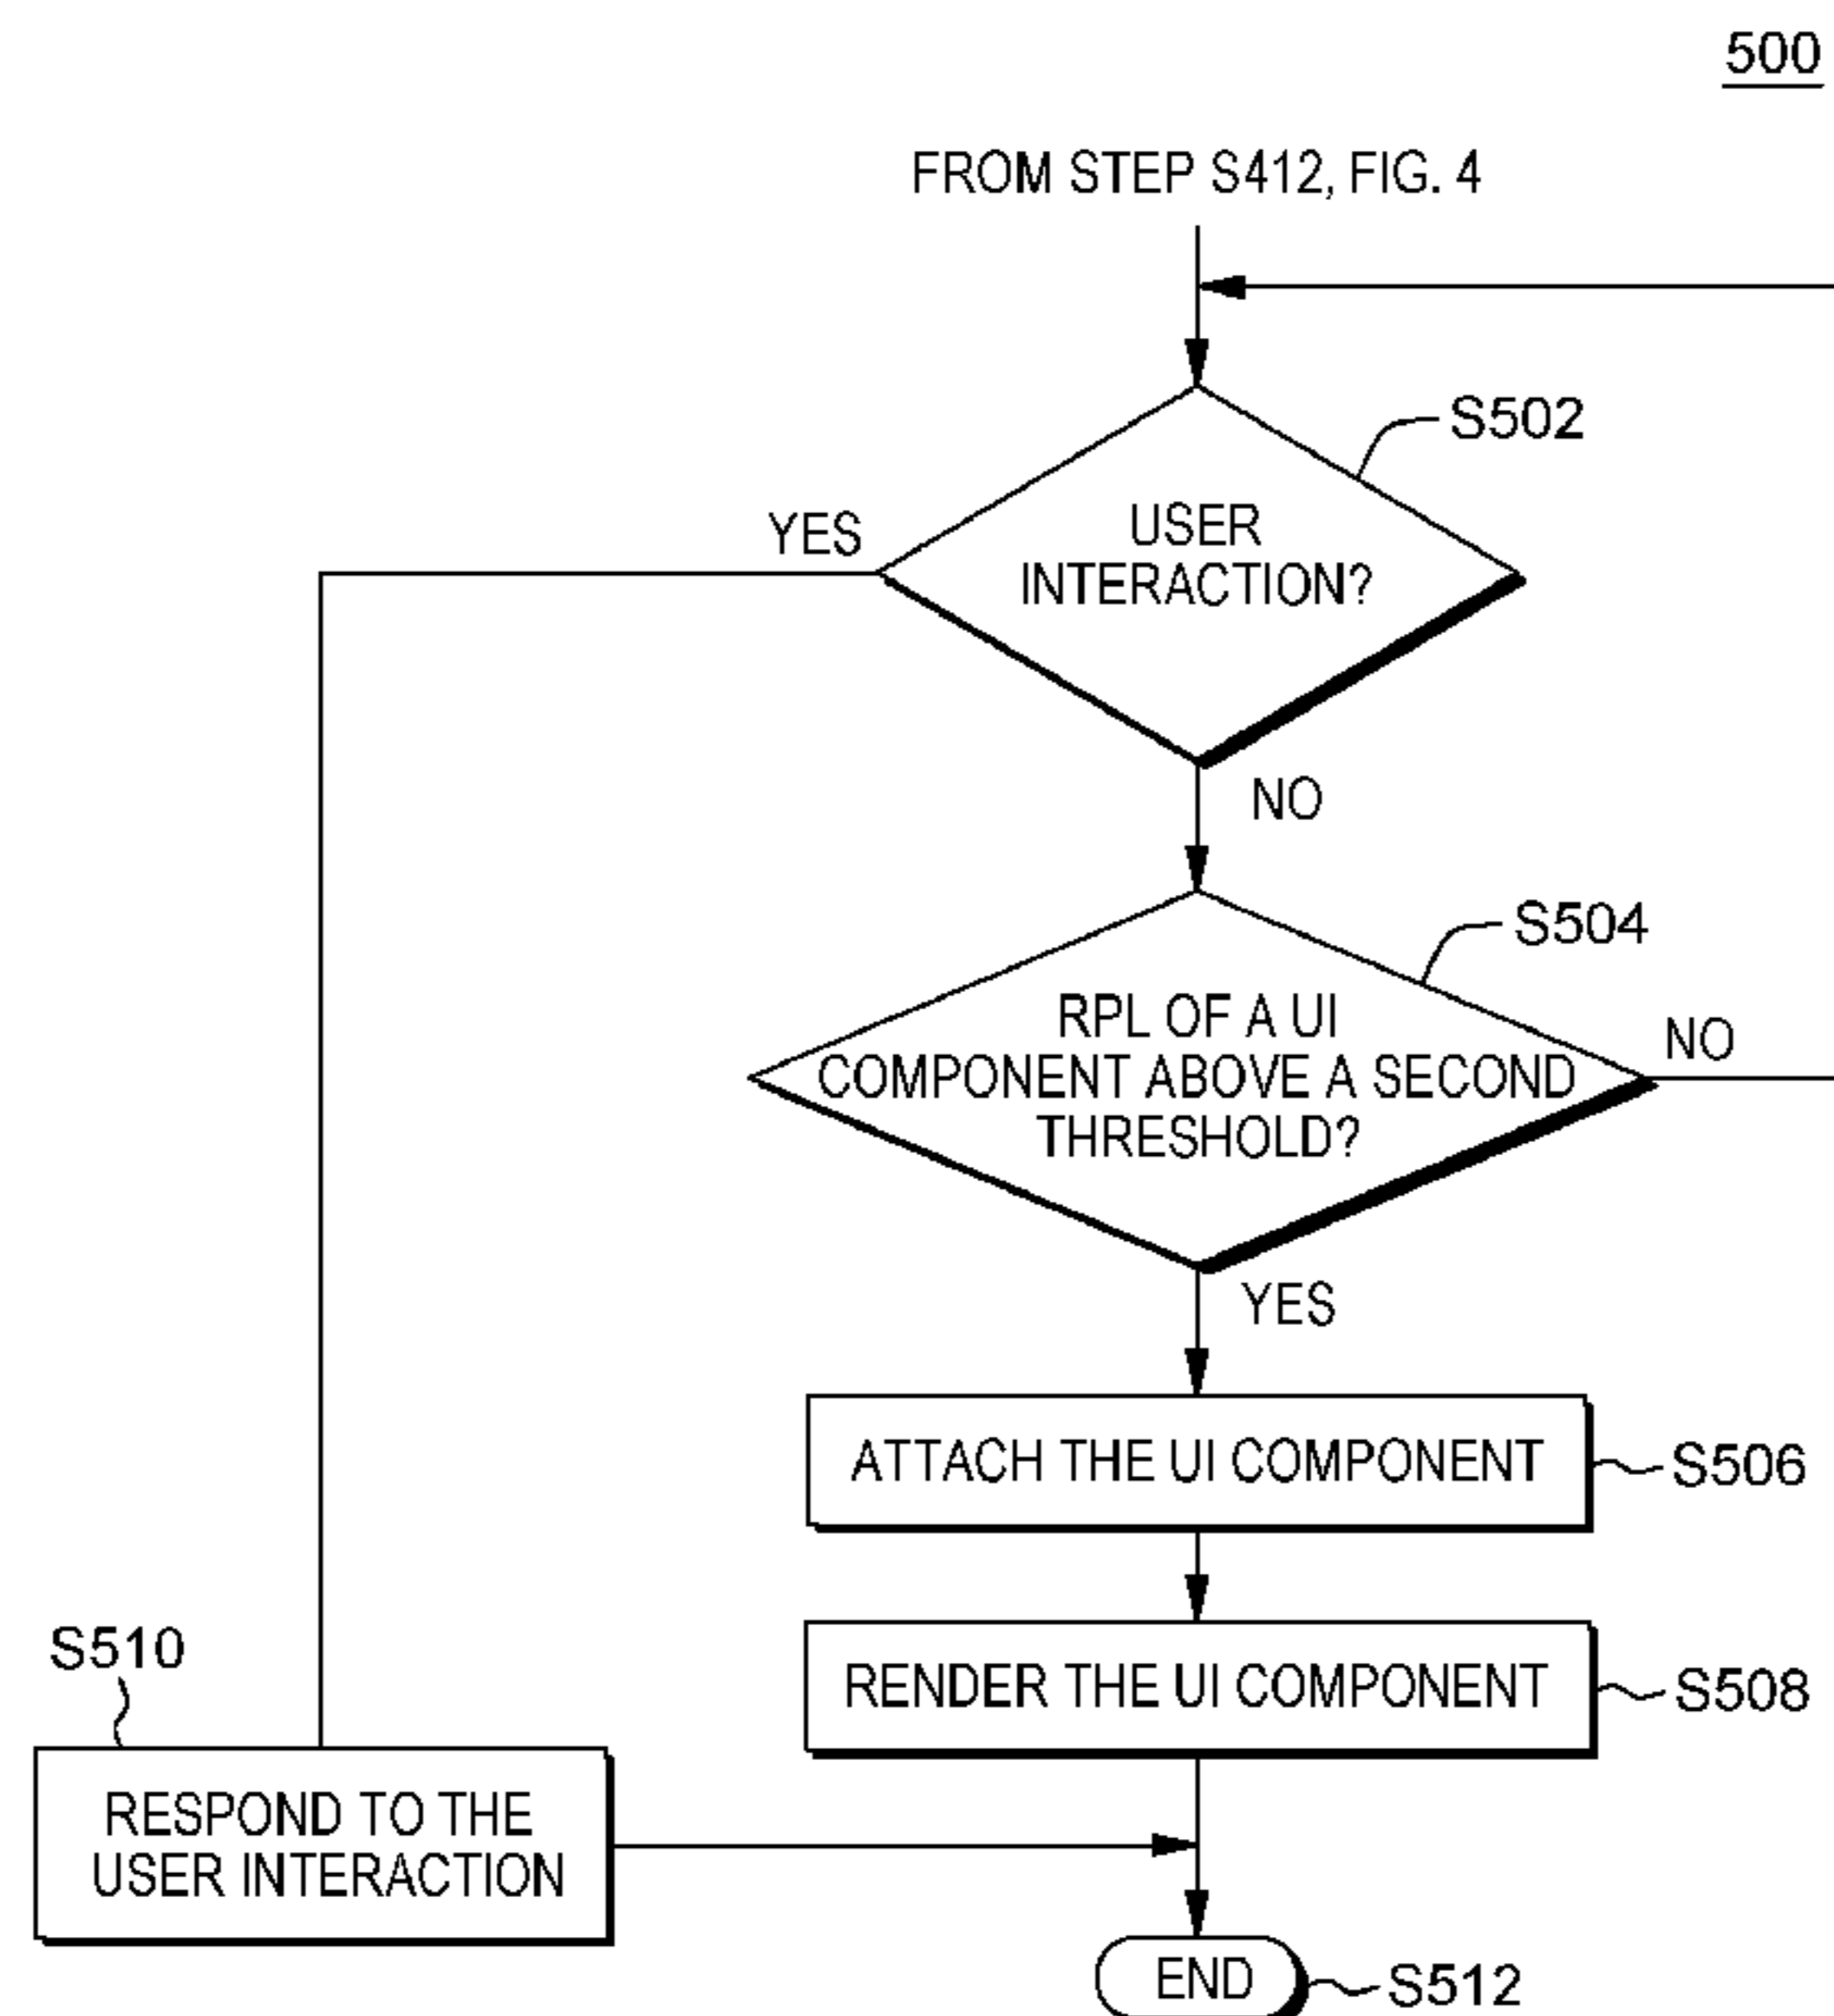 500
FROM STEP S412, FIG. 4
S502
YES
USER
INTERACTION?
NO
S504
RPL OF A UI
COMPONENT ABOVE A SECOND
THRESHOLD?
NO
YES
ATTACH THE UI COMPONENT
S506
S510
RENDER THE UI COMPONENT
S508
RESPOND TO THE
USER INTERACTION
END
S512